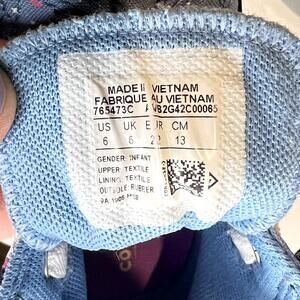 MADE IN VIETNAM
FABRIQUE AU VIETNAM
765473C
US UK EUR CM
6 6 22 13
GENDER: INFANT
UPPER: TEXTILE
LINING: TEXTILE
OUTSOLE: RUBBER